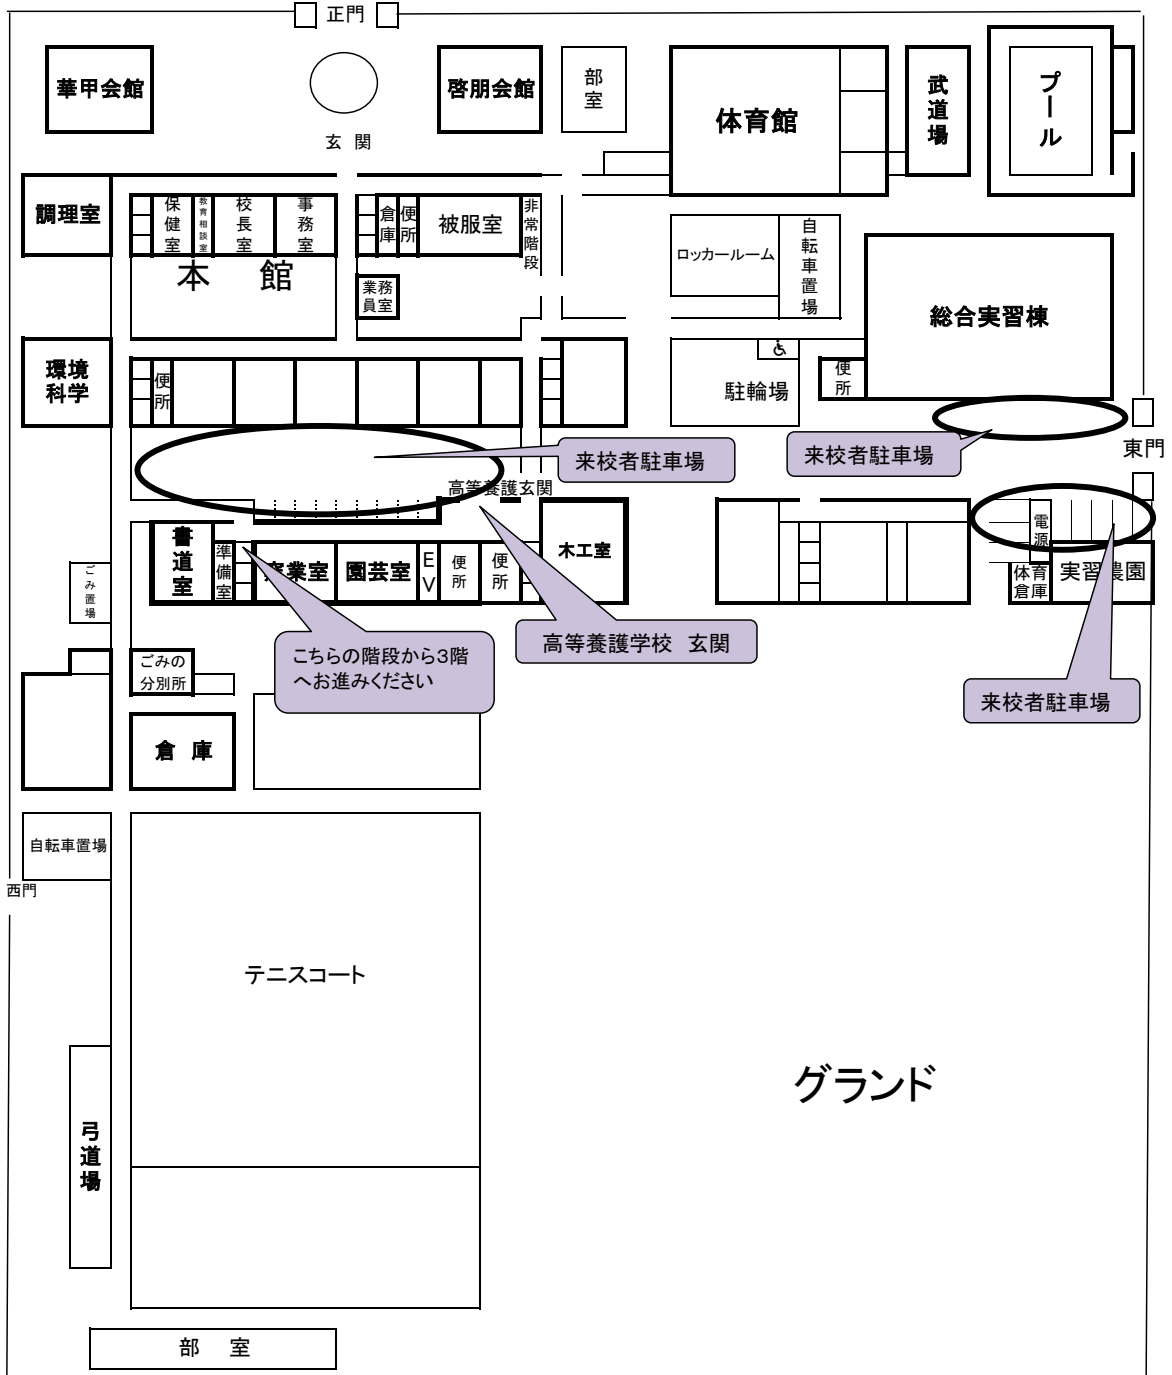 正門
華甲会館
玄 関
啓朋会館
部室
体育館
武道場
プール
調理室
保健室
教育相談室
校長室
事務室
倉庫
便所
被服室
非常階段
本 館
業務
員室
ロッカールーム
自転車置場
総合実習棟
環境
科学
便所
駐輪場
便所
来校者駐車場
来校者駐車場
東門
高等養護玄関
書道室
準備室
産業室
園芸室
EV
便所
便所
木工室
電源
体育
倉庫
実習農園
ごみ置場
こちらの階段から3階
へお進みください
高等養護学校 玄関
来校者駐車場
ごみの
分別所
倉 庫
自転車置場
西門
テニスコート
グランド
弓道場
部 室